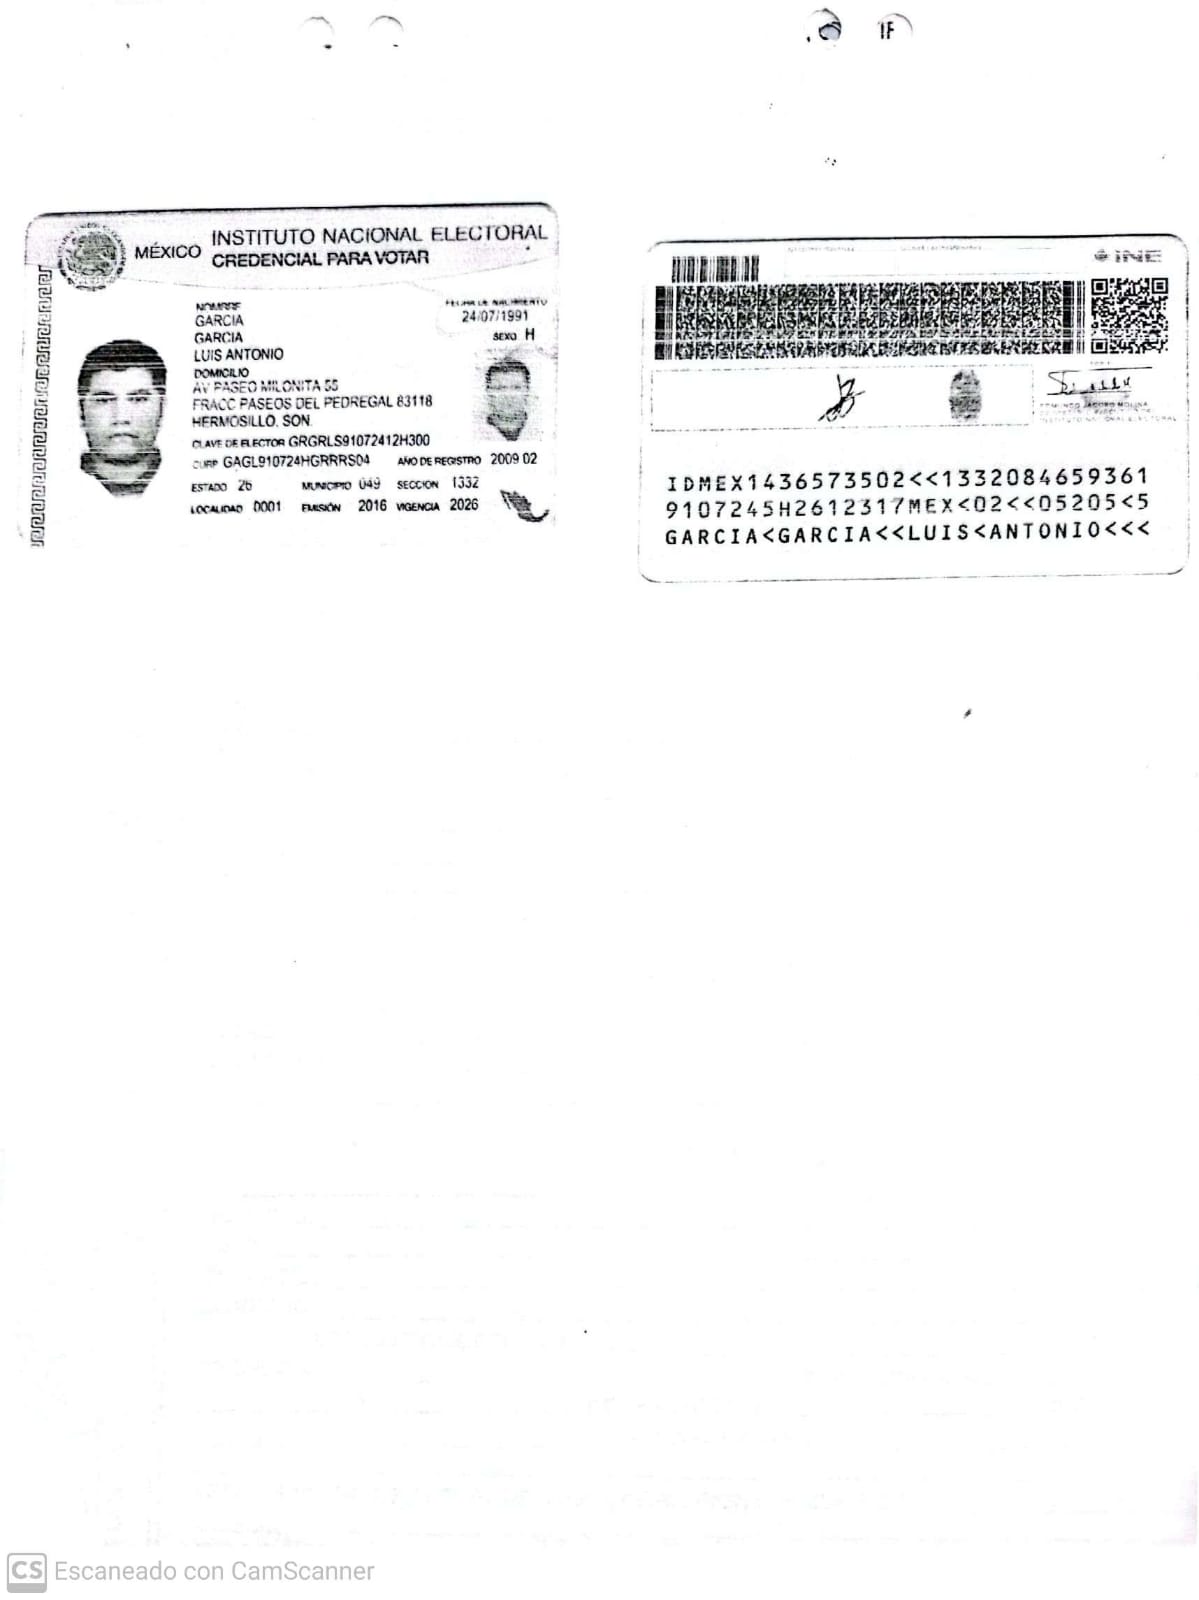 IF
MÉXICO
INSTITUTO NACIONAL ELECTORAL
CREDENCIAL PARA VOTAR
NOMBRE
GARCIA
GARCIA
LUIS ANTONIO
FECHA DE NACIMIENTO
24/07/1991
SEXO H
DOMICILIO
AV PASEO MILONITA 55
FRACC PASEOS DEL PEDREGAL 83118
HERMOSILLO, SON.
CLAVE DE ELECTOR GRGRLS91072412H300
CURP GAGL910724HGRRRS04 AÑO DE REGISTRO 2009 02
ESTADO 26 MUNICIPIO 049 SECCIÓN 1332
LOCALIDAD 0001 EMISIÓN 2016 VIGENCIA 2026
INE
EDMUNDO JACOBO MOLINA
INSTITUTO NACIONAL ELECTORAL
IDMEX1436573502<<1332084659361
9107245H2612317MEX<02<<05205<5
GARCIA<GARCIA<<LUIS<ANTONIO<<<
CS Escaneado con CamScanner